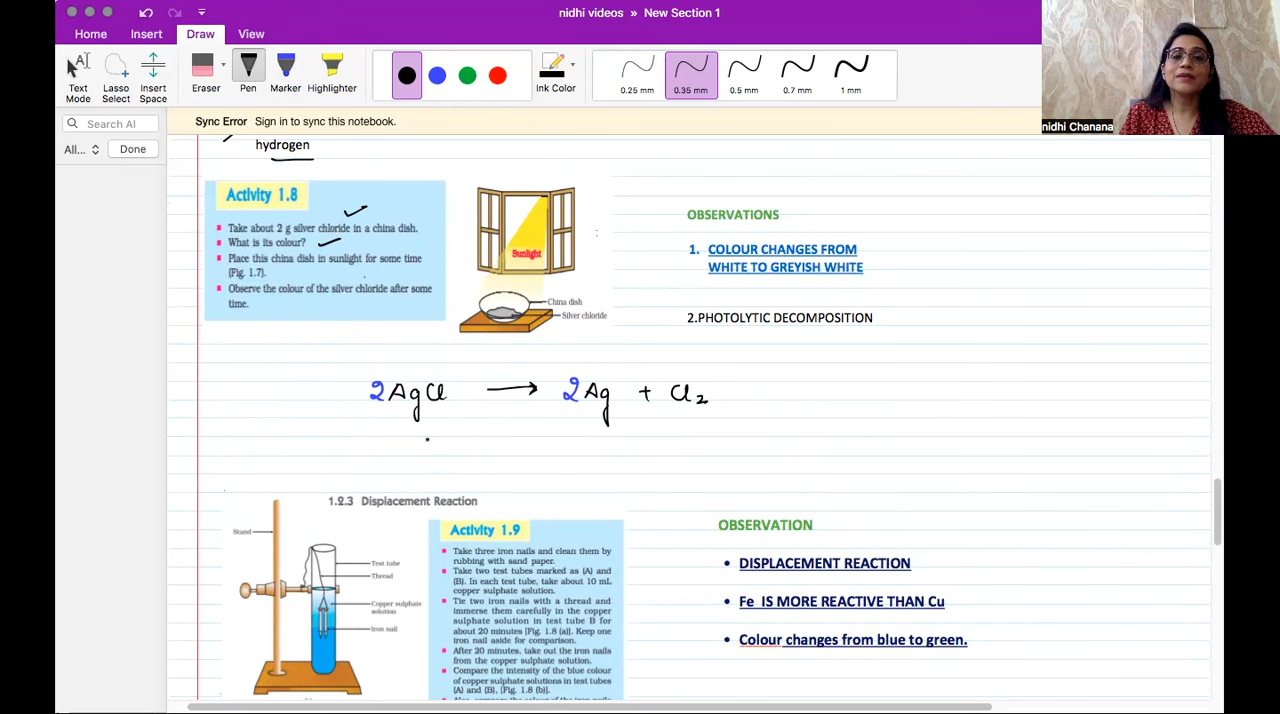 nidhi videos » New Section 1
Home Insert Draw View
Text Mode
Lasso Select
Insert Space
Eraser
Pen
Marker
Highlighter
Ink Color
0.25 mm
0.35 mm
0.5 mm
0.7 mm
1 mm
nidhi Chanana
Search Al
All...
Done
Sync Error Sign in to sync this notebook.
hydrogen
Activity 1.8
Take about 2 g silver chloride in a china dish.
What is its colour?
Place this china dish in sunlight for some time
(Fig. 1.7).
Observe the colour of the silver chloride after some
time.
Sunlight
China dish
Silver chloride
OBSERVATIONS
1. COLOUR CHANGES FROM
WHITE TO GREYISH WHITE
2.PHOTOLYTIC DECOMPOSITION
2AgCl → 2Ag + Cl₂
1.2.3 Displacement Reaction
Stand
Test tube
Thread
Copper sulphate
solution
Iron nail
Activity 1.9
Take three iron nails and clean them by
rubbing with sand paper.
Take two test tubes marked as (A) and
(B). In each test tube, take about 10 mL
copper sulphate solution.
Tie two iron nails with a thread and
immerse them carefully in the copper
sulphate solution in test tube B for
about 20 minutes [Fig. 1.8 (a)]. Keep one
iron nail aside for comparison.
After 20 minutes, take out the iron nails
from the copper sulphate solution.
Compare the intensity of the blue colour
of copper sulphate solutions in test tubes
(A) and (B), [Fig. 1.8 (b)].
OBSERVATION
• DISPLACEMENT REACTION
• Fe IS MORE REACTIVE THAN Cu
• Colour changes from blue to green.